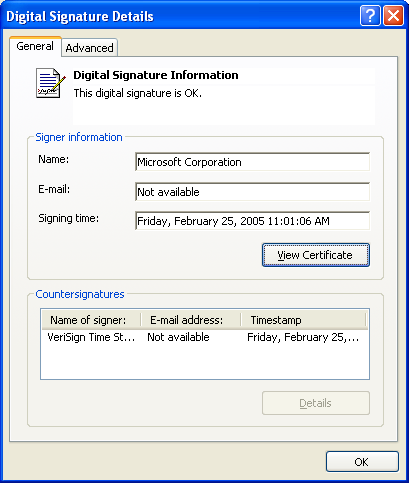 Digital Signature Details
General Advanced
Digital Signature Information
This digital signature is OK.
Signer information
Name: Microsoft Corporation
E-mail: Not available
Signing time: Friday, February 25, 2005 11:01:06 AM
View Certificate
Countersignatures
Name of signer: E-mail address: Timestamp
VeriSign Time St... Not available Friday, February 25,...
Details
OK